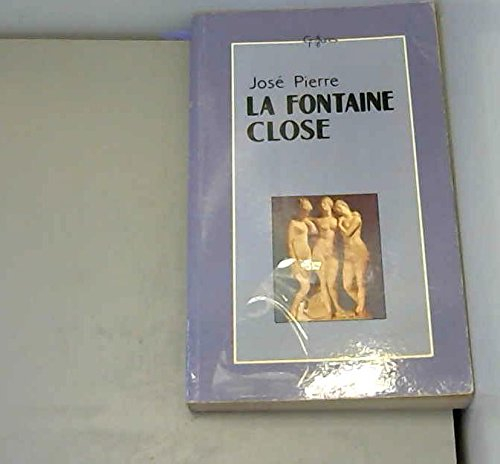 José Pierre
LA FONTAINE
CLOSE